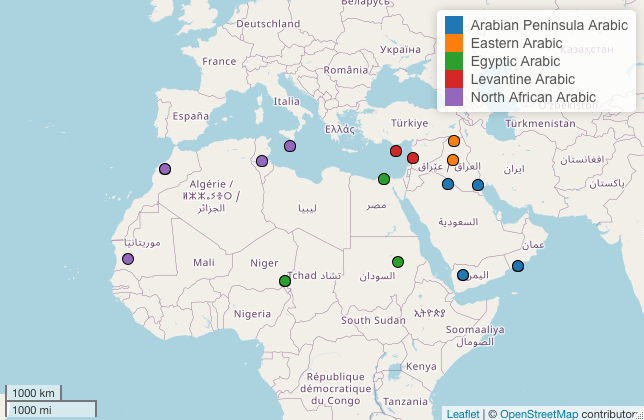 Беларусь
Arabian Peninsula Arabic
Eastern Arabic
Egyptic Arabic
Levantine Arabic
North African Arabic
Deutschland
Україна
Қазақстан
France
România
Italia
O'zbekiston
España
Ελλάς
Türkiye
Türkmenistan
العراق / عێراق
ایران
افغانستان
پاکستان
Algérie /
ⵍⵣⵣⴰⵢⴻⵔ /
الجزائر
ليبيا
مصر
السعودية
عمان
موريتانيا
Mali
Niger
Tchad تشاد
السودان
اليمن
Nigeria
South Sudan
ኢትዮጵያ
Soomaaliya
الصومال
Kenya
République
démocratique
du Congo
Tanzania
1000 km
1000 mi
Leaflet | © OpenStreetMap contributors